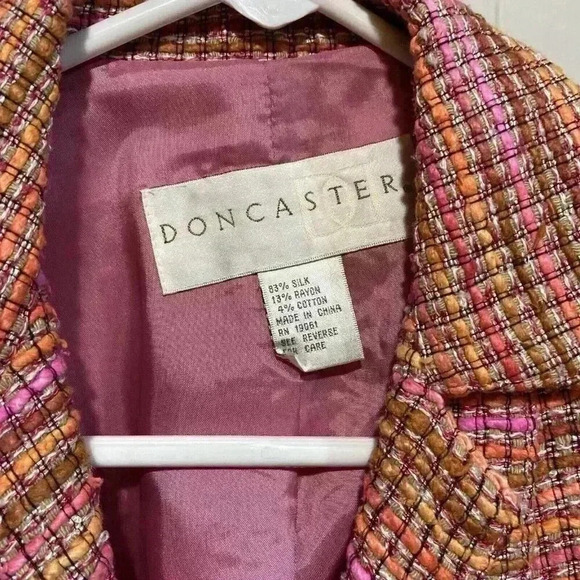 DONCASTER
83% SILK
13% RAYON
4% COTTON
MADE IN CHINA
RN 19061
SEE REVERSE
FOR CARE